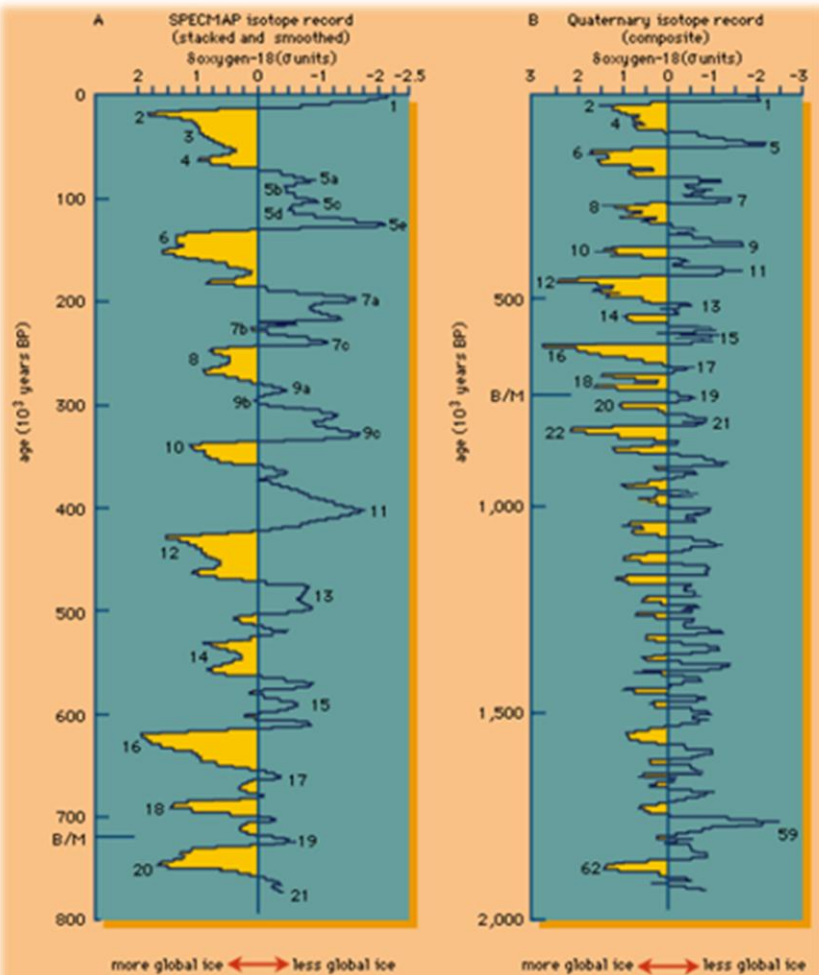 A
SPECMAP isotope record
(stacked and smoothed)
δoxygen-18(σunits)
2 1 0 -1 -2 -2.5
0
100
200
300
400
500
600
700
B/M
800
age (10³ years BP)
1
2
3
4
5a
5b
5c
5d
5e
6
7a
7b
7c
8
9a
9b
9c
10
11
12
13
14
15
16
17
18
19
20
21
more global ice
less global ice
B
Quaternary isotope record
(composite)
δoxygen-18(σunits)
3 2 1 0 -1 -2 -3
500
B/M
1,000
1,500
2,000
age (10³ years BP)
1
2
4
5
6
7
8
9
10
11
12
13
14
15
16
17
18
19
20
21
22
59
62
more global ice
less global ice